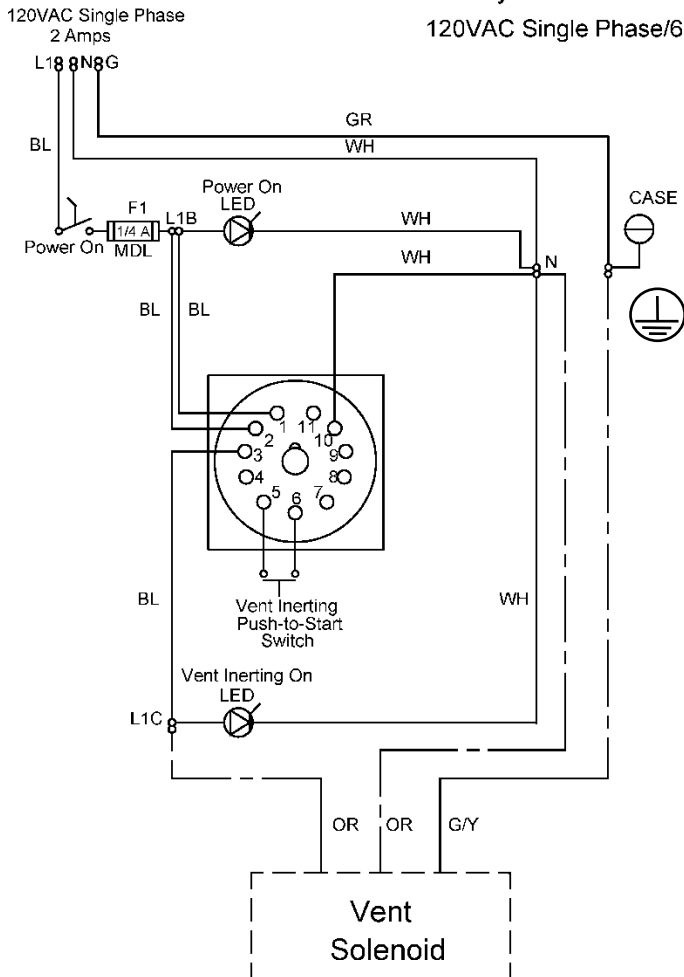 120VAC Single Phase
2 Amps
120VAC Single Phase/6
L1 N G
GR
BL
WH
Power On
LED
CASE
F1
L1B
WH
1/4 A
Power On
MDL
WH
N
BL
BL
1
11
2
10
3
9
4
8
5
6
7
BL
WH
Vent Inerting
Push-to-Start
Switch
Vent Inerting On
LED
L1C
OR
OR
G/Y
Vent
Solenoid